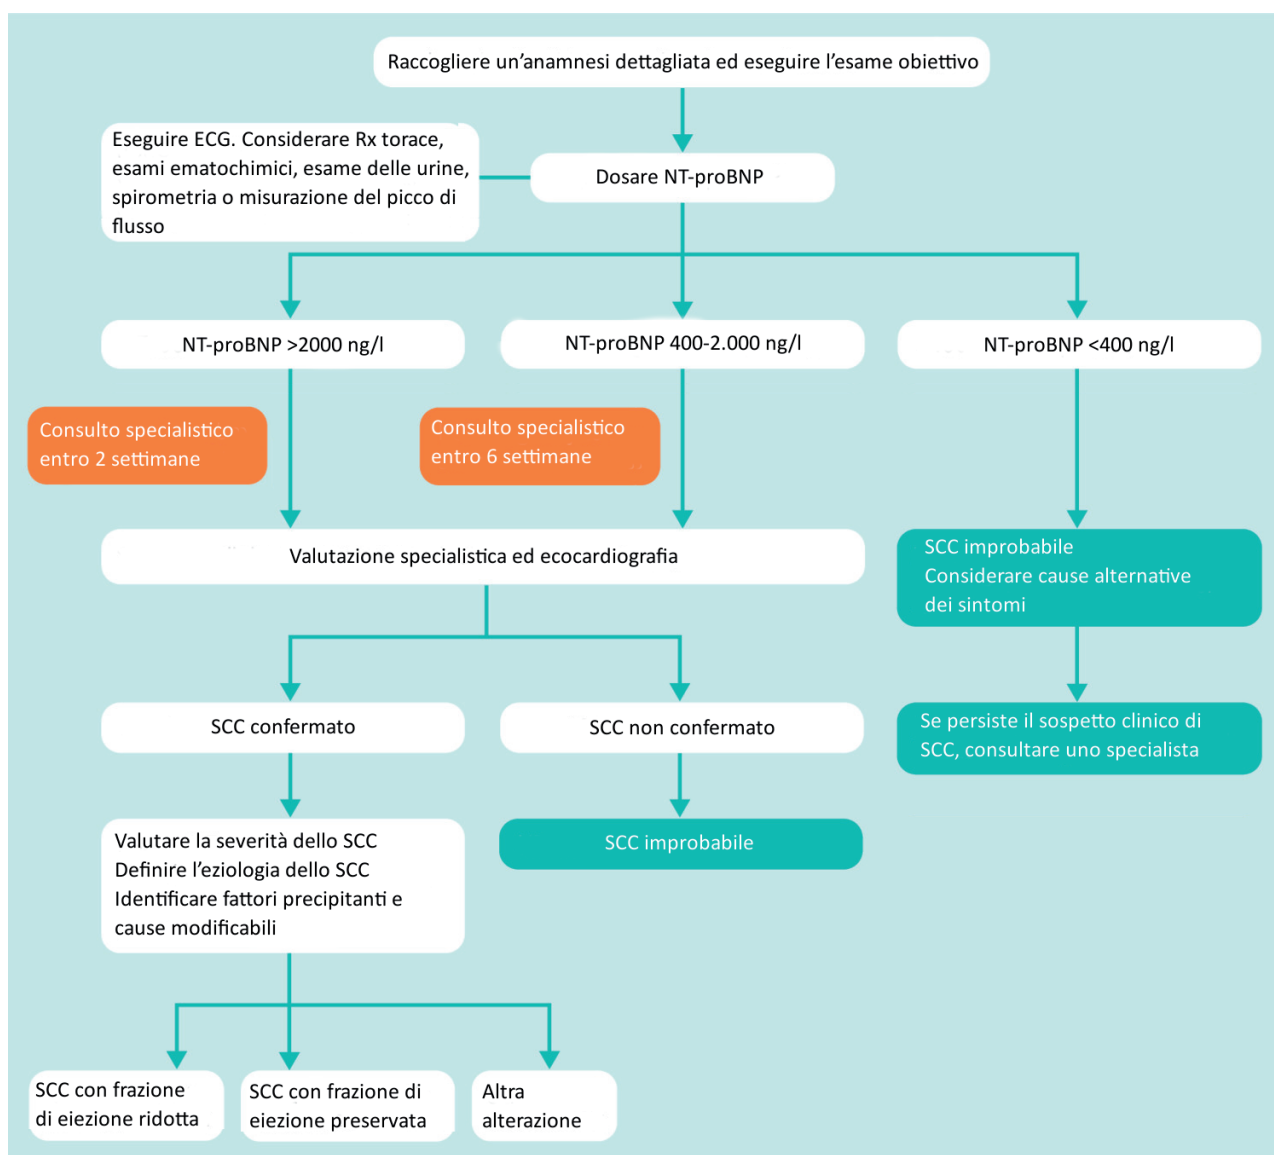 Raccogliere un'anamnesi dettagliata ed eseguire l'esame obiettivo
Eseguire ECG. Considerare Rx torace,
esami ematochimici, esame delle urine,
spirometria o misurazione del picco di
flusso
Dosare NT-proBNP
NT-proBNP >2000 ng/l
NT-proBNP 400-2.000 ng/l
NT-proBNP <400 ng/l
Consulto specialistico
entro 2 settimane
Consulto specialistico
entro 6 settimane
Valutazione specialistica ed ecocardiografia
SCC improbabile
Considerare cause alternative
dei sintomi
SCC confermato
SCC non confermato
Se persiste il sospetto clinico di
SCC, consultare uno specialista
Valutare la severità dello SCC
Definire l'eziologia dello SCC
Identificare fattori precipitanti e
cause modificabili
SCC improbabile
SCC con frazione
di eiezione ridotta
SCC con frazione di
eiezione preservata
Altra
alterazione